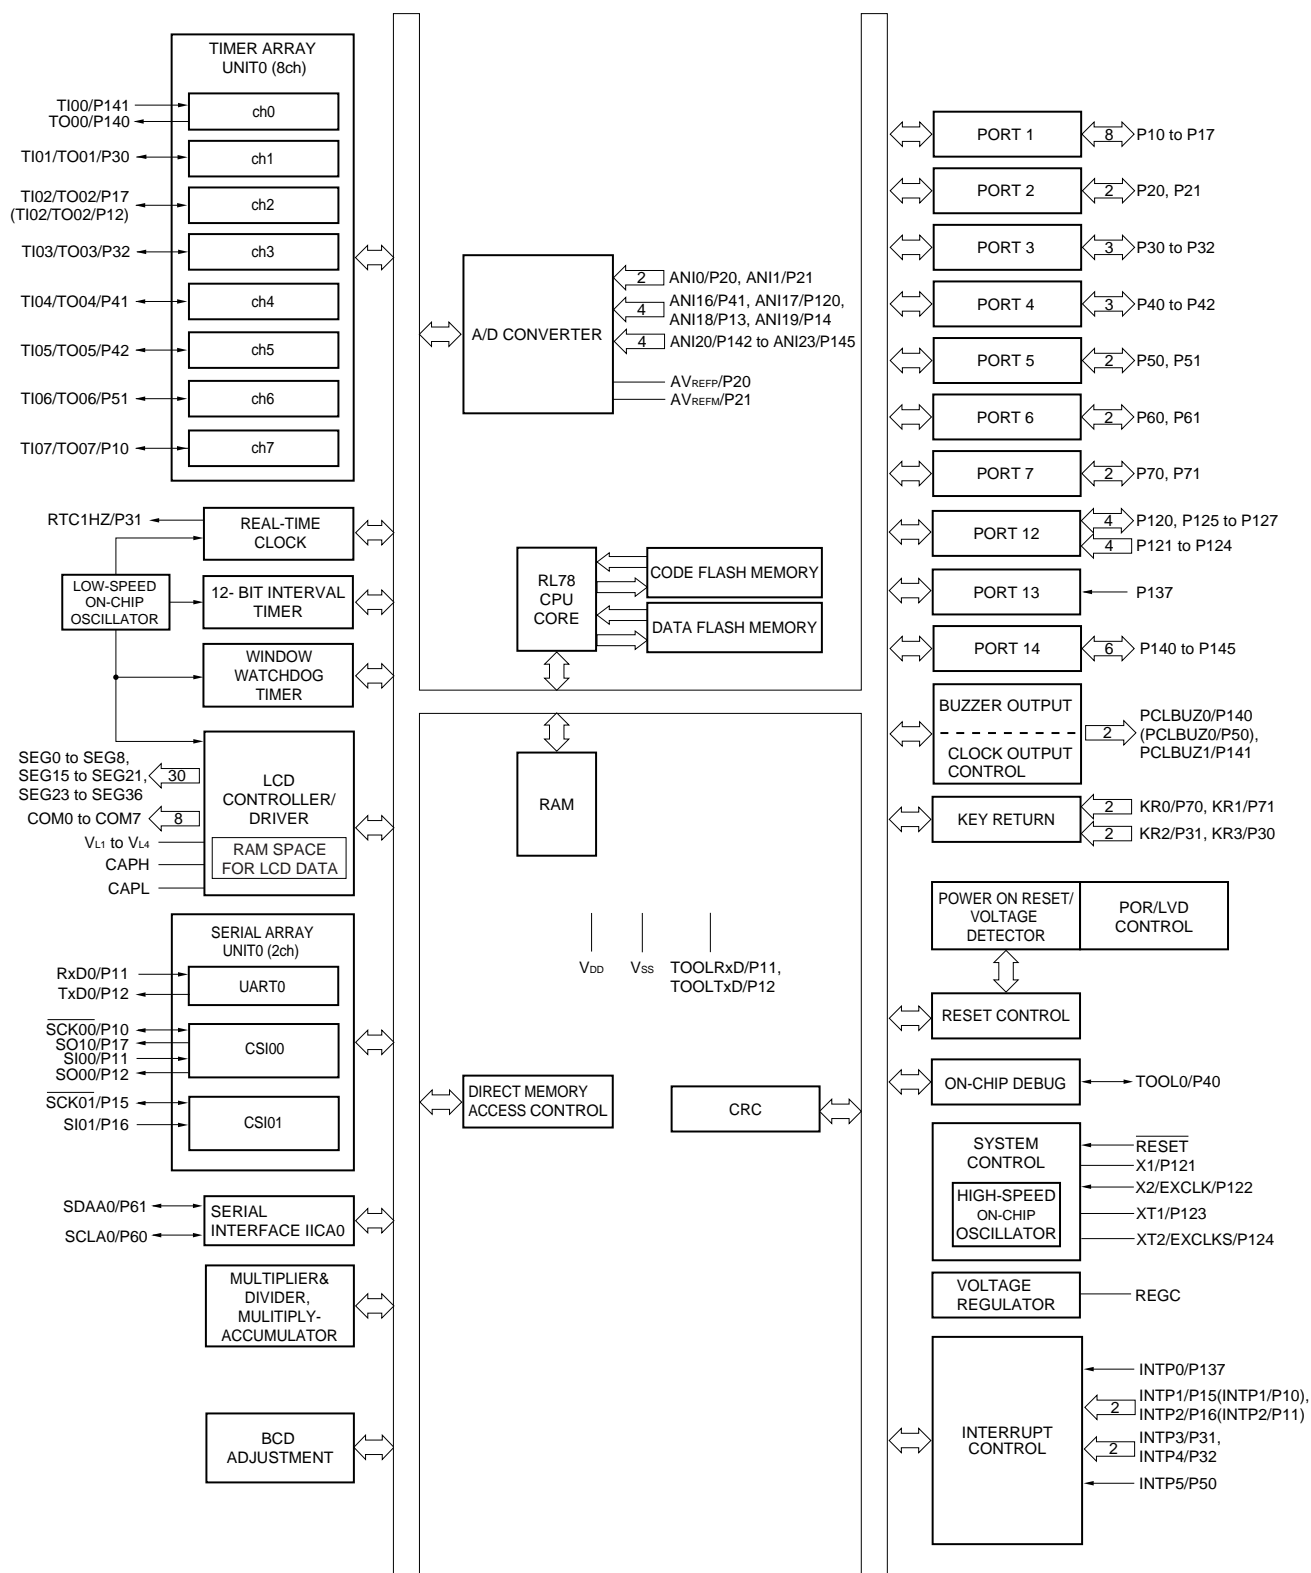 TIMER ARRAY
UNIT0 (8ch)
TI00/P141
TO00/P140
ch0
TI01/TO01/P30
ch1
TI02/TO02/P17
(TI02/TO02/P12)
ch2
TI03/TO03/P32
ch3
TI04/TO04/P41
ch4
TI05/TO05/P42
ch5
TI06/TO06/P51
ch6
TI07/TO07/P10
ch7
RTC1HZ/P31
REAL-TIME
CLOCK
LOW-SPEED
ON-CHIP
OSCILLATOR
12- BIT INTERVAL
TIMER
WINDOW
WATCHDOG
TIMER
SEG0 to SEG8,
SEG15 to SEG21,
SEG23 to SEG36
30
COM0 to COM7
8
VL1 to VL4
CAPH
CAPL
LCD
CONTROLLER/
DRIVER
RAM SPACE
FOR LCD DATA
SERIAL ARRAY
UNIT0 (2ch)
RxD0/P11
TxD0/P12
UART0
SCK00/P10
SO10/P17
SI00/P11
SO00/P12
CSI00
SCK01/P15
SI01/P16
CSI01
SDAA0/P61
SCLA0/P60
SERIAL
INTERFACE IICA0
MULTIPLIER&
DIVIDER,
MULITIPLY-
ACCUMULATOR
BCD
ADJUSTMENT
A/D CONVERTER
2
ANI0/P20, ANI1/P21
4
ANI16/P41, ANI17/P120,
ANI18/P13, ANI19/P14
4
ANI20/P142 to ANI23/P145
AVREFP/P20
AVREFM/P21
RL78
CPU
CORE
CODE FLASH MEMORY
DATA FLASH MEMORY
RAM
VDD
VSS
TOOLRxD/P11,
TOOLTxD/P12
DIRECT MEMORY
ACCESS CONTROL
CRC
PORT 1
8
P10 to P17
PORT 2
2
P20, P21
PORT 3
3
P30 to P32
PORT 4
3
P40 to P42
PORT 5
2
P50, P51
PORT 6
2
P60, P61
PORT 7
2
P70, P71
PORT 12
4
P120, P125 to P127
4
P121 to P124
PORT 13
P137
PORT 14
6
P140 to P145
BUZZER OUTPUT
CLOCK OUTPUT
CONTROL
2
PCLBUZ0/P140
(PCLBUZ0/P50),
PCLBUZ1/P141
KEY RETURN
2
KR0/P70, KR1/P71
2
KR2/P31, KR3/P30
POWER ON RESET/
VOLTAGE
DETECTOR
POR/LVD
CONTROL
RESET CONTROL
ON-CHIP DEBUG
TOOL0/P40
SYSTEM
CONTROL
HIGH-SPEED
ON-CHIP
OSCILLATOR
RESET
X1/P121
X2/EXCLK/P122
XT1/P123
XT2/EXCLKS/P124
VOLTAGE
REGULATOR
REGC
INTERRUPT
CONTROL
INTP0/P137
2
INTP1/P15(INTP1/P10),
INTP2/P16(INTP2/P11)
2
INTP3/P31,
INTP4/P32
INTP5/P50